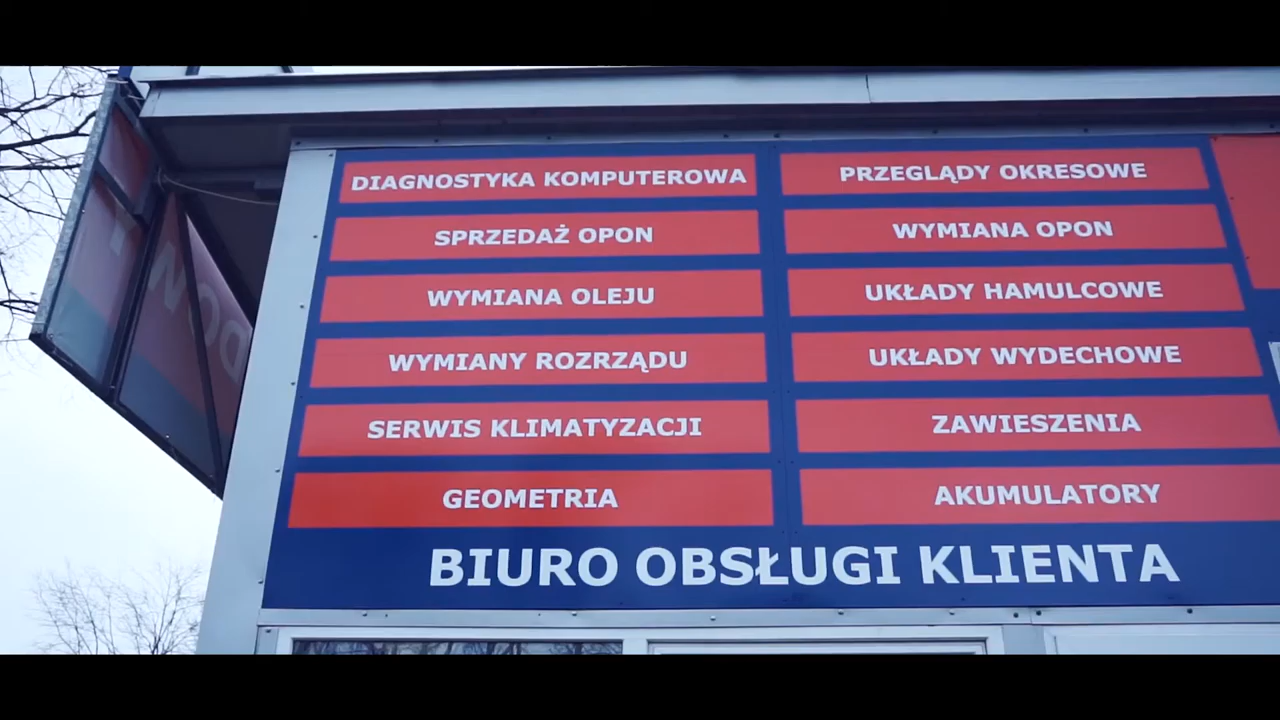 DIAGNOSTYKA KOMPUTEROWA
PRZEGLĄDY OKRESOWE
SPRZEDAŻ OPON
WYMIANA OPON
WYMIANA OLEJU
UKŁADY HAMULCOWE
WYMIANY ROZRZĄDU
UKŁADY WYDECHOWE
SERWIS KLIMATYZACJI
ZAWIESZENIA
GEOMETRIA
AKUMULATORY
BIURO OBSŁUGI KLIENTA